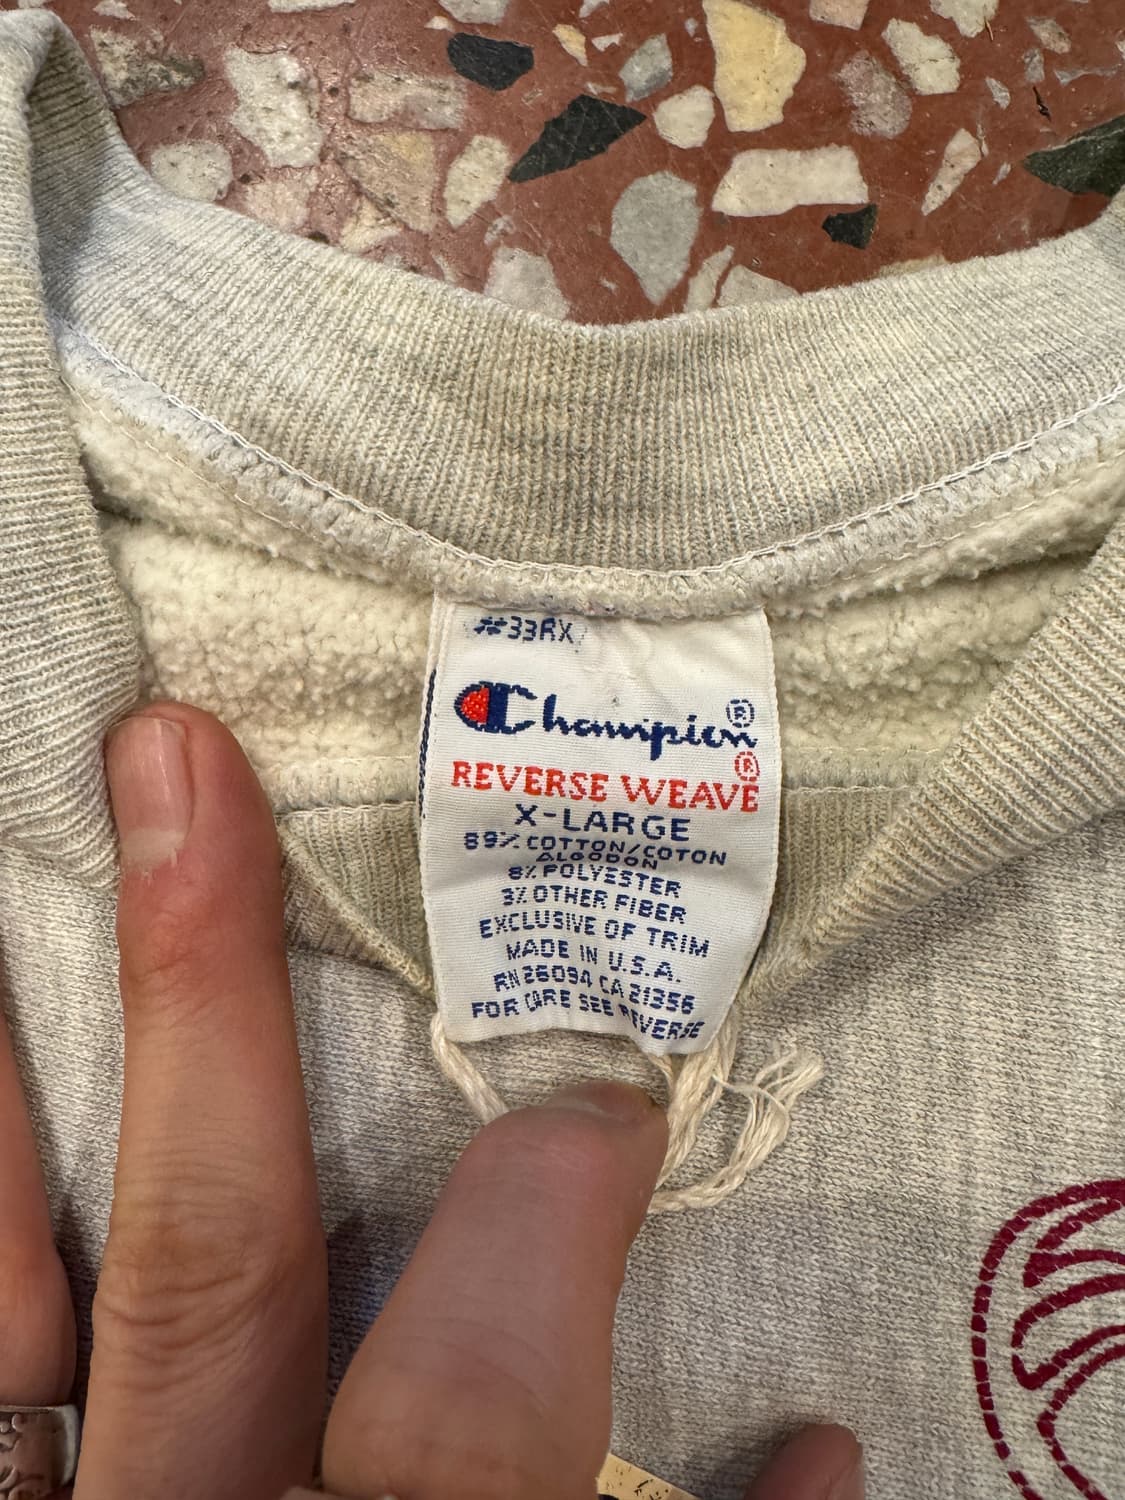 #33RX
Champion®
REVERSE WEAVE®
X-LARGE
89% COTTON/COTON
ALGODON
8% POLYESTER
3% OTHER FIBER
EXCLUSIVE OF TRIM
MADE IN U.S.A.
RN 26094 CA 21356
FOR CARE SEE REVERSE